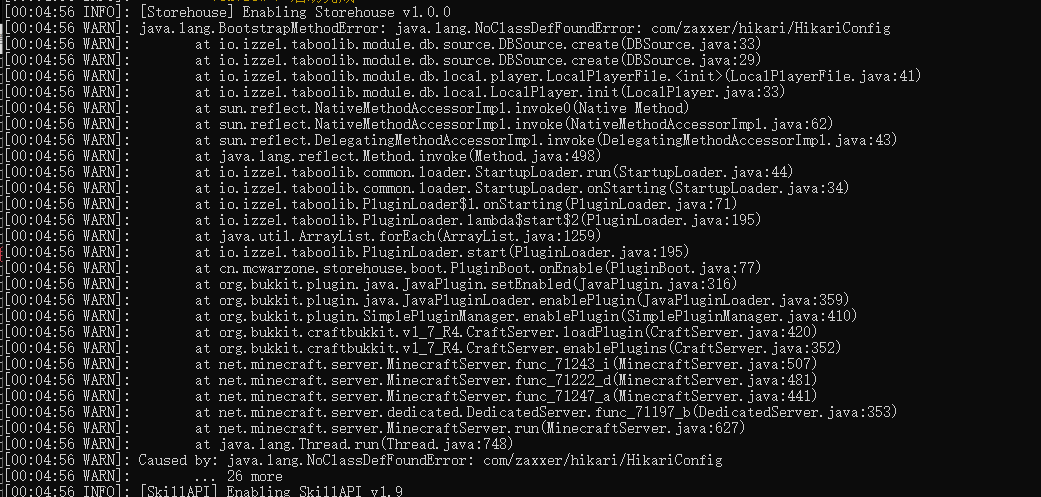 [00:04:56 INFO]: [Storehouse] Enabling Storehouse v1.0.0
[00:04:56 WARN]: java.lang.BootstrapMethodError: java.lang.NoClassDefFoundError: com/zaxxer/hikari/HikariConfig
[00:04:56 WARN]: at io.izzel.taboolib.module.db.source.DBSource.create(DBSource.java:33)
[00:04:56 WARN]: at io.izzel.taboolib.module.db.source.DBSource.create(DBSource.java:29)
[00:04:56 WARN]: at io.izzel.taboolib.module.db.local.player.LocalPlayerFile.<init>(LocalPlayerFile.java:41)
[00:04:56 WARN]: at io.izzel.taboolib.module.db.local.LocalPlayer.init(LocalPlayer.java:33)
[00:04:56 WARN]: at sun.reflect.NativeMethodAccessorImpl.invoke0(Native Method)
[00:04:56 WARN]: at sun.reflect.NativeMethodAccessorImpl.invoke(NativeMethodAccessorImpl.java:62)
[00:04:56 WARN]: at sun.reflect.DelegatingMethodAccessorImpl.invoke(DelegatingMethodAccessorImpl.java:43)
[00:04:56 WARN]: at java.lang.reflect.Method.invoke(Method.java:498)
[00:04:56 WARN]: at io.izzel.taboolib.common.loader.StartupLoader.run(StartupLoader.java:44)
[00:04:56 WARN]: at io.izzel.taboolib.common.loader.StartupLoader.onStarting(StartupLoader.java:34)
[00:04:56 WARN]: at io.izzel.taboolib.PluginLoader$1.onStarting(PluginLoader.java:71)
[00:04:56 WARN]: at io.izzel.taboolib.PluginLoader.lambda$start$2(PluginLoader.java:195)
[00:04:56 WARN]: at java.util.ArrayList.forEach(ArrayList.java:1259)
[00:04:56 WARN]: at io.izzel.taboolib.PluginLoader.start(PluginLoader.java:195)
[00:04:56 WARN]: at cn.mcwarzone.storehouse.boot.PluginBoot.onEnable(PluginBoot.java:77)
[00:04:56 WARN]: at org.bukkit.plugin.java.JavaPlugin.setEnabled(JavaPlugin.java:316)
[00:04:56 WARN]: at org.bukkit.plugin.java.JavaPluginLoader.enablePlugin(JavaPluginLoader.java:359)
[00:04:56 WARN]: at org.bukkit.plugin.SimplePluginManager.enablePlugin(SimplePluginManager.java:410)
[00:04:56 WARN]: at org.bukkit.craftbukkit.v1_7_R4.CraftServer.loadPlugin(CraftServer.java:420)
[00:04:56 WARN]: at org.bukkit.craftbukkit.v1_7_R4.CraftServer.enablePlugins(CraftServer.java:352)
[00:04:56 WARN]: at net.minecraft.server.MinecraftServer.func_71243_i(MinecraftServer.java:507)
[00:04:56 WARN]: at net.minecraft.server.MinecraftServer.func_71222_d(MinecraftServer.java:481)
[00:04:56 WARN]: at net.minecraft.server.MinecraftServer.func_71247_a(MinecraftServer.java:441)
[00:04:56 WARN]: at net.minecraft.server.dedicated.DedicatedServer.func_71197_b(DedicatedServer.java:353)
[00:04:56 WARN]: at net.minecraft.server.MinecraftServer.run(MinecraftServer.java:627)
[00:04:56 WARN]: at java.lang.Thread.run(Thread.java:748)
[00:04:56 WARN]: Caused by: java.lang.NoClassDefFoundError: com/zaxxer/hikari/HikariConfig
[00:04:56 WARN]: ... 26 more
[00:04:56 INFO]: [SkillAPI] Enabling SkillAPI v1.9